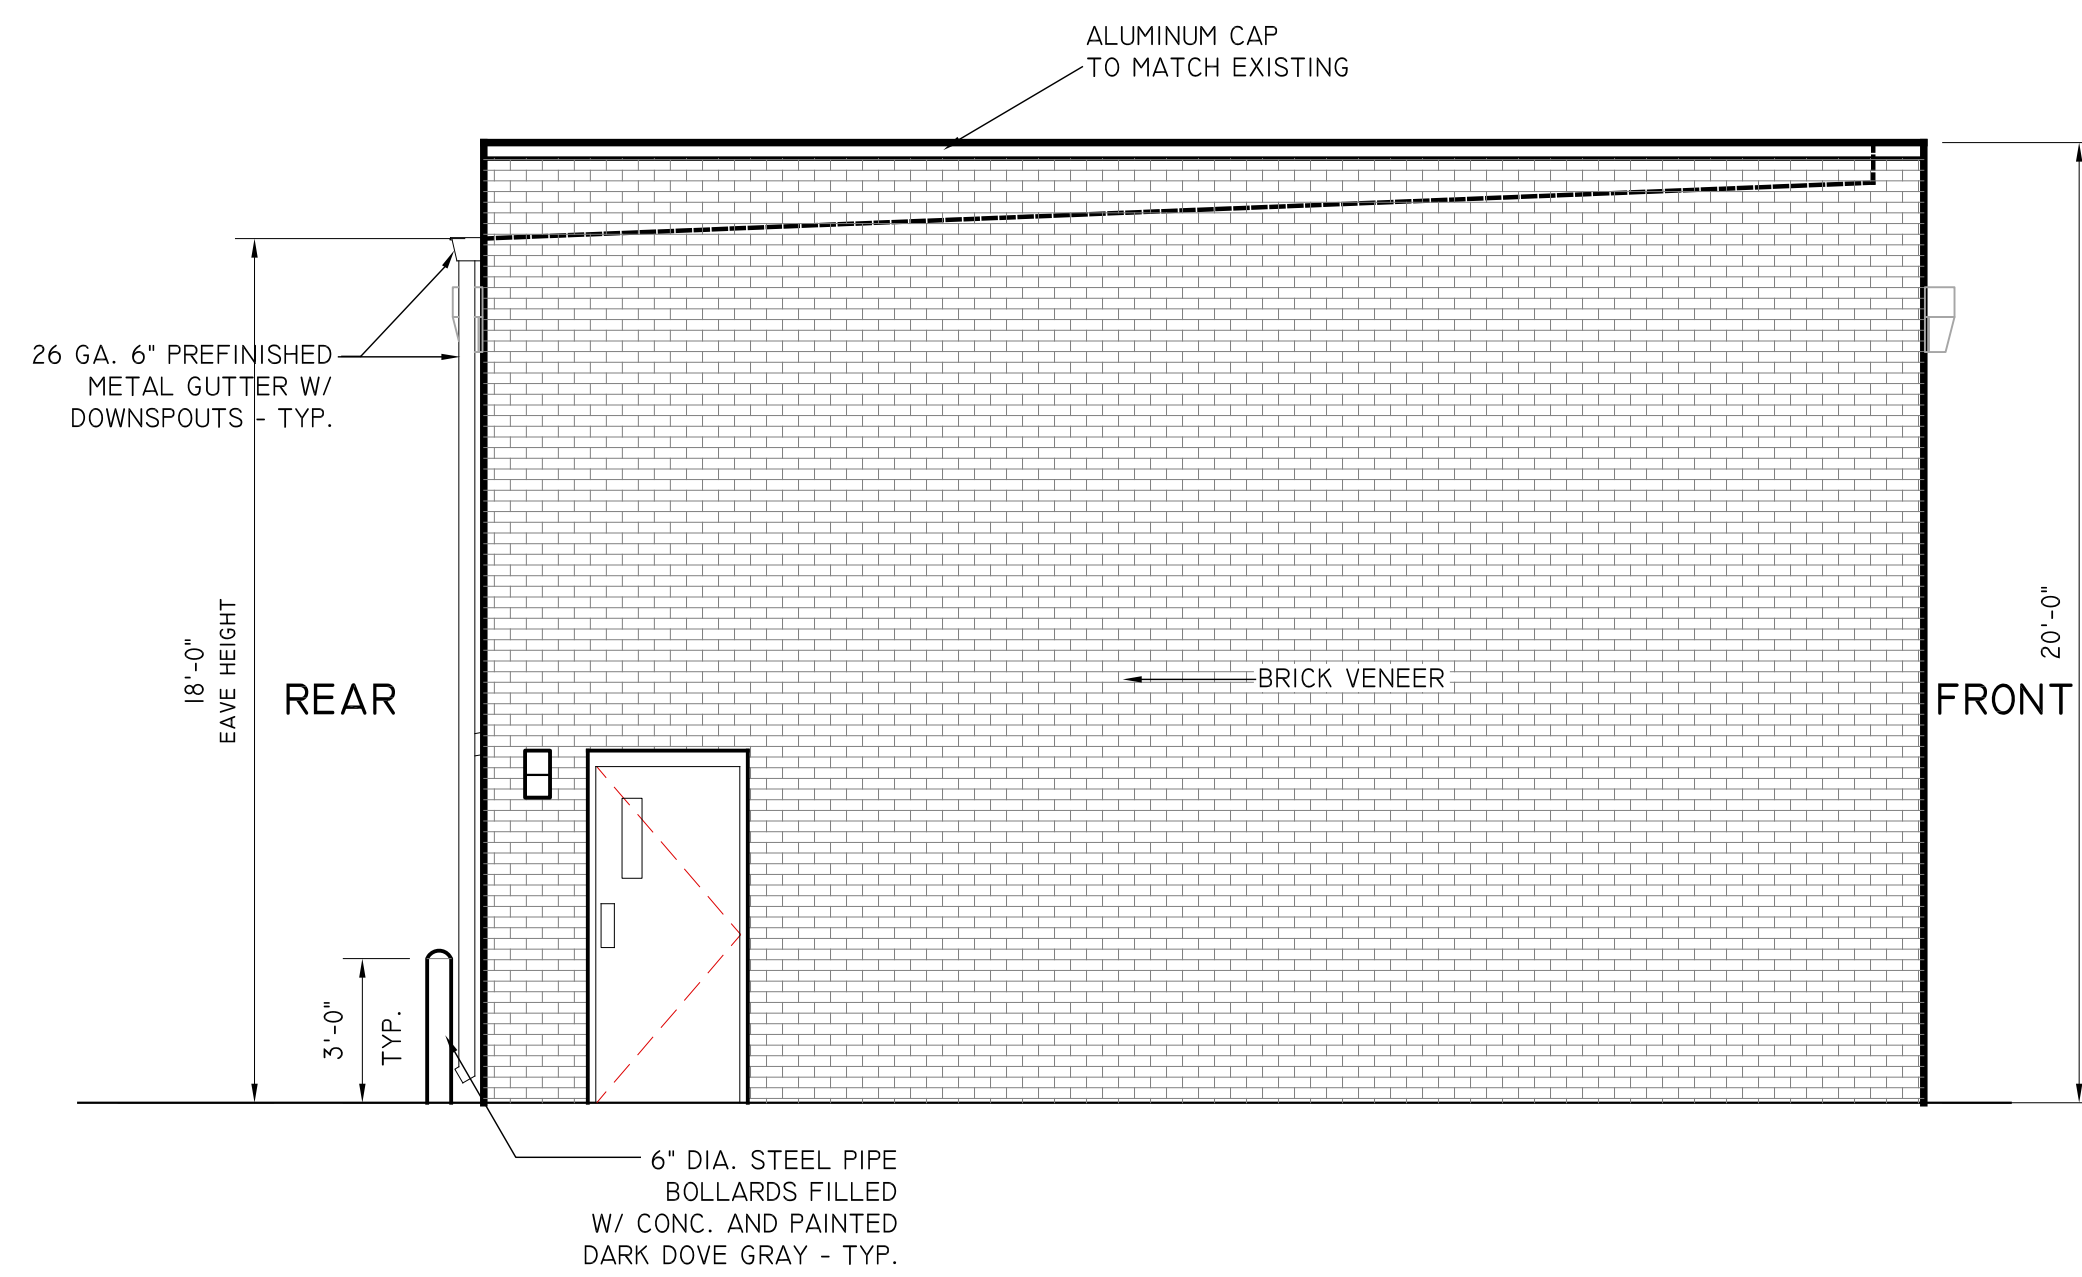 ALUMINUM CAP
TO MATCH EXISTING
26 GA. 6" PREFINISHED
METAL GUTTER W/
DOWNSPOUTS - TYP.
18'-0"
EAVE HEIGHT
REAR
BRICK VENEER
20'-0"
FRONT
3'-0"
TYP.
6" DIA. STEEL PIPE
BOLLARDS FILLED
W/ CONC. AND PAINTED
DARK DOVE GRAY - TYP.